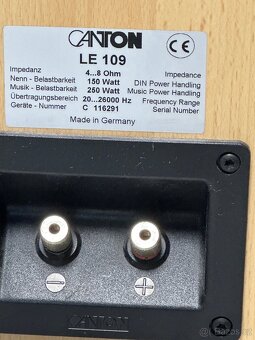 CANTON
CE
LE 109
Impedanz 4...8 Ohm Impedance
Nenn - Belastbarkeit 150 Watt DIN Power Handling
Musik - Belastbarkeit 250 Watt Music Power Handling
Übertragungsbereich 20...26000 Hz Frequency Range
Geräte - Nummer C 116291 Serial Number
Made in Germany
− +
CANTON